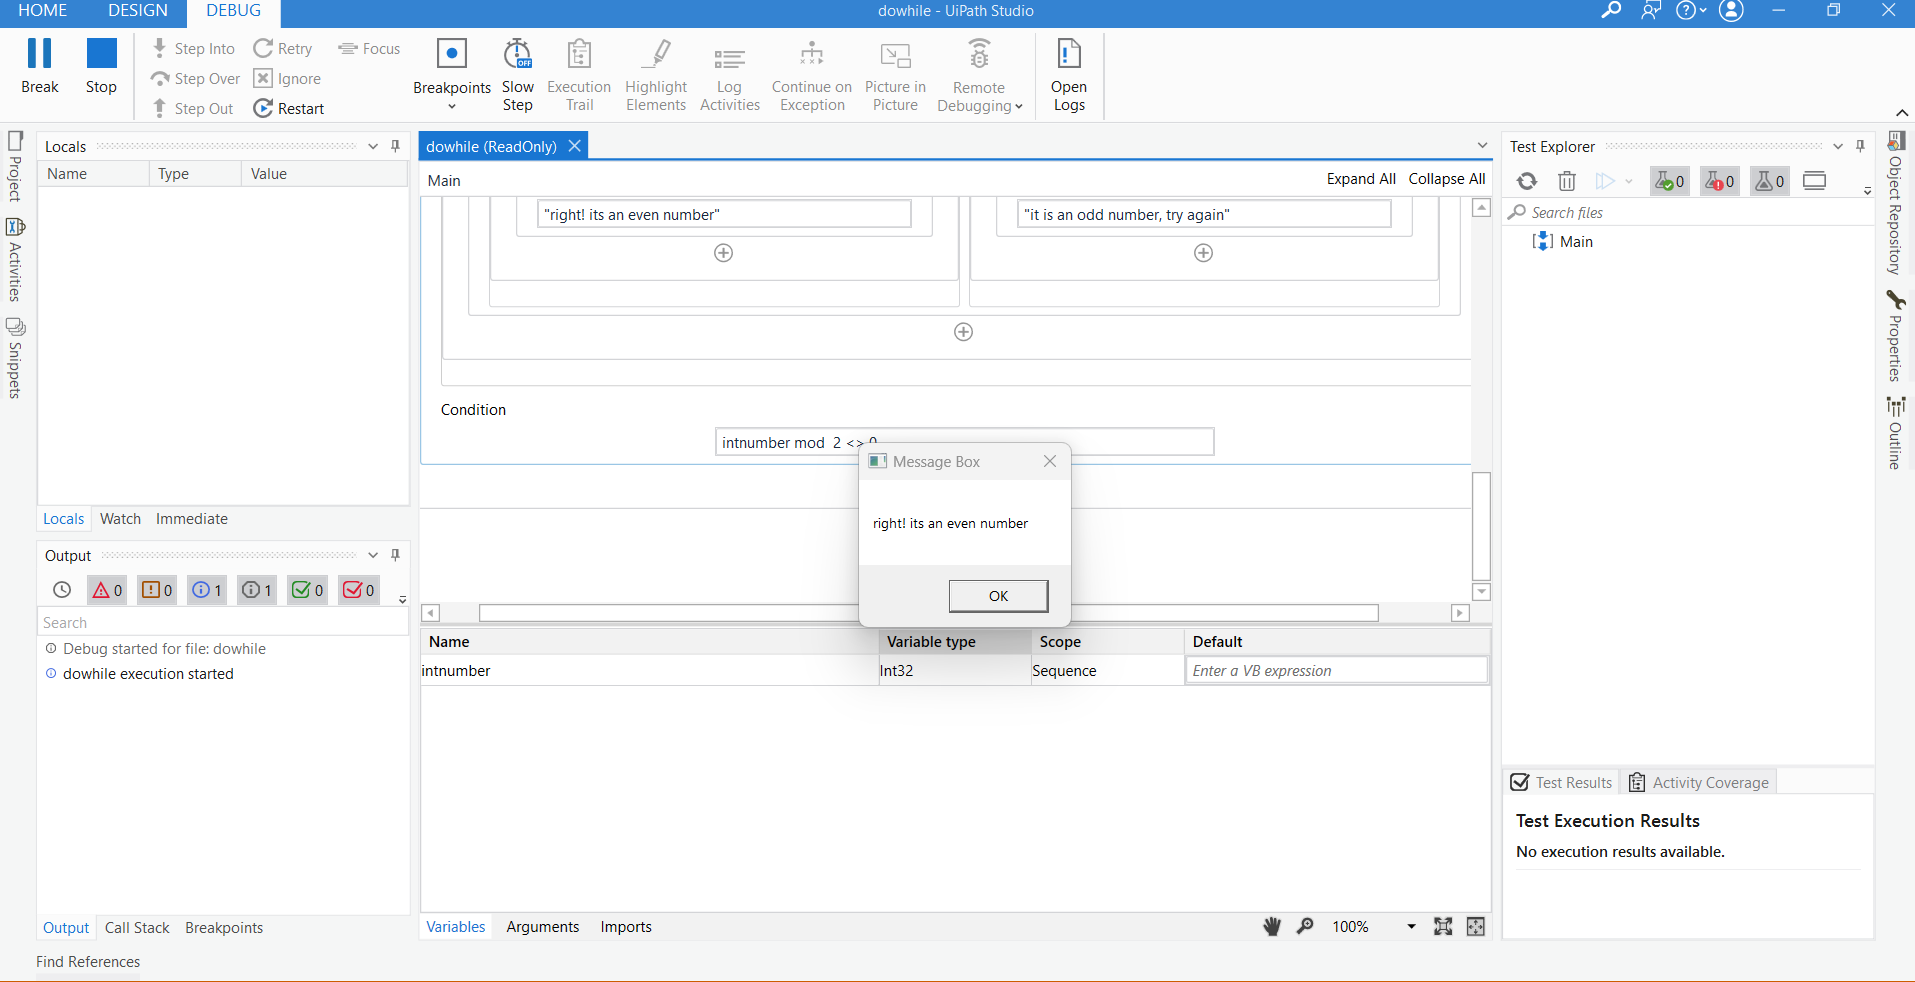 HOME DESIGN DEBUG dowhile - UiPath Studio
Break Stop
Step Into Retry Focus
Step Over Ignore
Step Out Restart
Breakpoints
Slow Step
Execution Trail
Highlight Elements
Log Activities
Continue on Exception
Picture in Picture
Remote Debugging
Open Logs
Project
Activities
Snippets
Locals
Name Type Value
Locals Watch Immediate
Output
0 0 1 1 0 0
Search
Debug started for file: dowhile
dowhile execution started
Output Call Stack Breakpoints
Find References
dowhile (ReadOnly)
Main Expand All Collapse All
"right! its an even number" "it is an odd number, try again"
Condition
intnumber mod 2 <> 0
Message Box
right! its an even number
OK
Name Variable type Scope Default
intnumber Int32 Sequence Enter a VB expression
Variables Arguments Imports 100%
Test Explorer
0 0 0
Search files
Main
Test Results Activity Coverage
Test Execution Results
No execution results available.
Object Repository
Properties
Outline